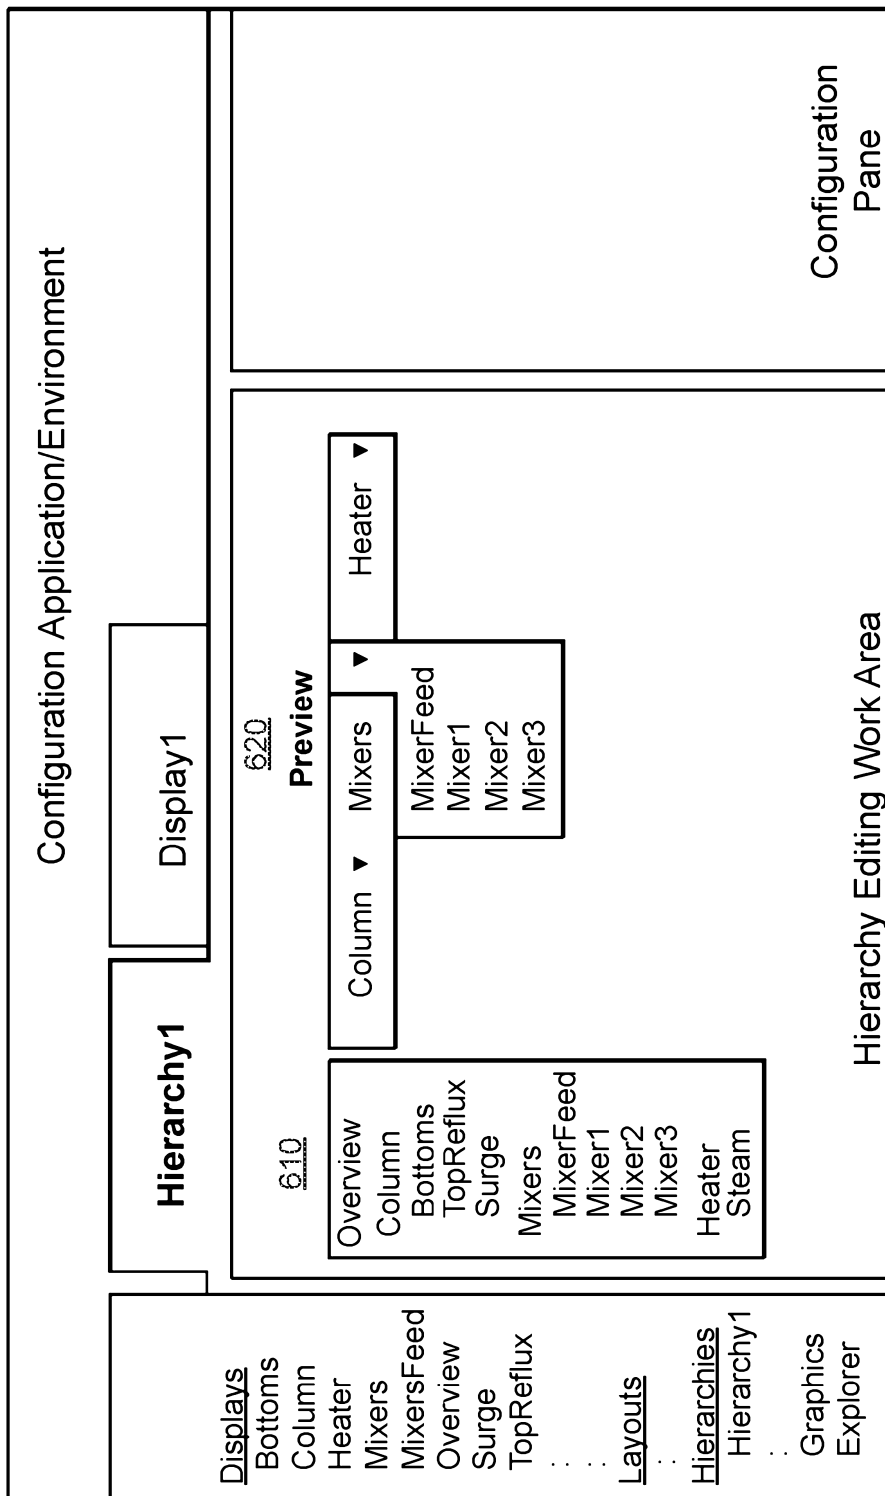 Configuration Application/Environment
Hierarchy1
Display1
Displays
Bottoms
Column
Heater
Mixers
MixersFeed
Overview
Surge
TopReflux
:
:
Layouts
:
Hierarchies
Hierarchy1
:
Graphics
Explorer
610
Overview
Column
Bottoms
TopReflux
Surge
Mixers
MixerFeed
Mixer1
Mixer2
Mixer3
Heater
Steam
620
Preview
Column ▼ Mixers ▼ Heater ▼
MixerFeed
Mixer1
Mixer2
Mixer3
Hierarchy Editing Work Area
Configuration
Pane